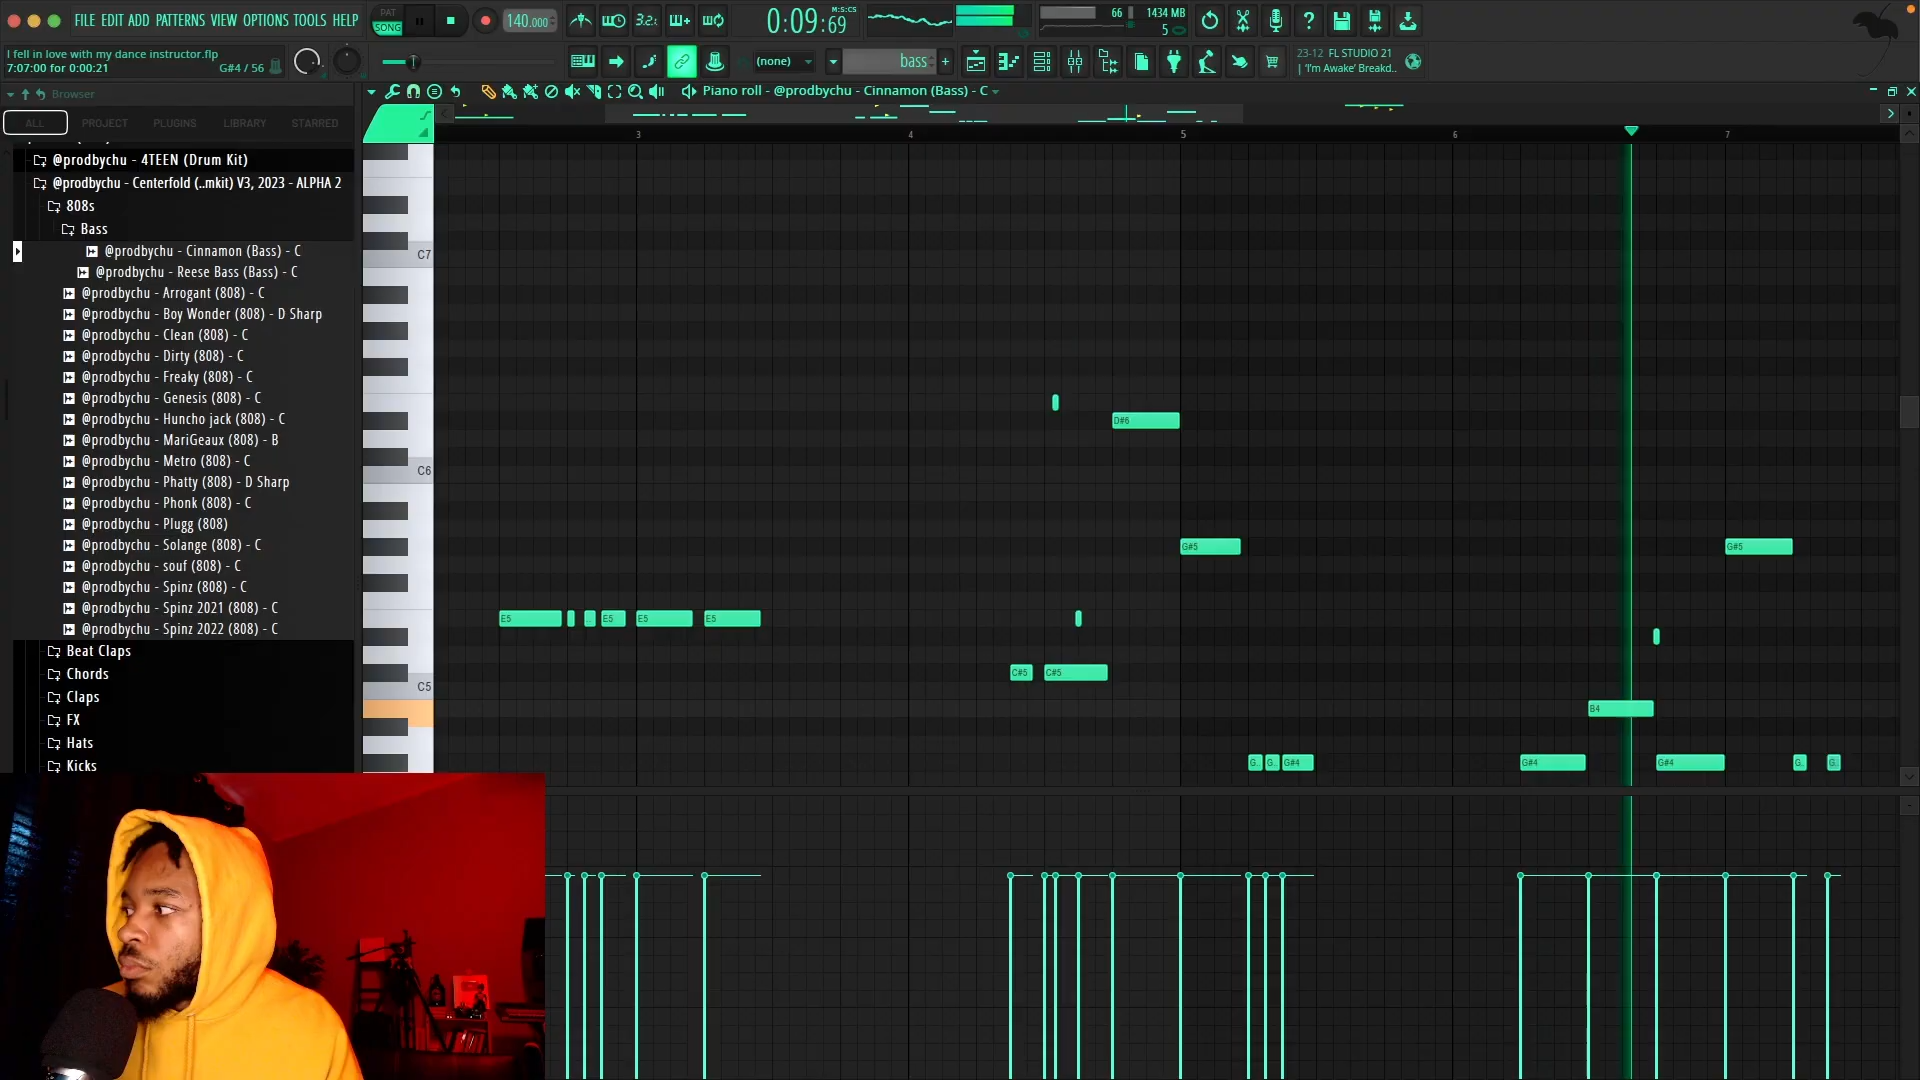 FILE EDIT ADD PATTERNS VIEW OPTIONS TOOLS HELP
PAT
SONG
140.000
3.2.
0:09:69
M:S:CS
66
1434 MB
5
I fell in love with my dance instructor.flp
7:07:00 for 0:00:21
G#4 / 56
(none)
bass
+
23-12 FL STUDIO 21
| 'I'm Awake' Breakd..
Browser
Piano roll - @prodbychu - Cinnamon (Bass) - C
ALL
PROJECT
PLUGINS
LIBRARY
STARRED
3
4
5
6
7
@prodbychu - 4TEEN (Drum Kit)
@prodbychu - Centerfold (..mkit) V3, 2023 - ALPHA 2
808s
Bass
@prodbychu - Cinnamon (Bass) - C
@prodbychu - Reese Bass (Bass) - C
@prodbychu - Arrogant (808) - C
@prodbychu - Boy Wonder (808) - D Sharp
@prodbychu - Clean (808) - C
@prodbychu - Dirty (808) - C
@prodbychu - Freaky (808) - C
@prodbychu - Genesis (808) - C
@prodbychu - Huncho jack (808) - C
@prodbychu - MariGeaux (808) - B
@prodbychu - Metro (808) - C
@prodbychu - Phatty (808) - D Sharp
@prodbychu - Phonk (808) - C
@prodbychu - Plugg (808)
@prodbychu - Solange (808) - C
@prodbychu - souf (808) - C
@prodbychu - Spinz (808) - C
@prodbychu - Spinz 2021 (808) - C
@prodbychu - Spinz 2022 (808) - C
Beat Claps
Chords
Claps
FX
Hats
Kicks
C7
C6
C5
D#6
G#5
G#5
E5
E5
E5
E5
C#5
C#5
B4
G..
G..
G#4
G#4
G#4
G..
G..